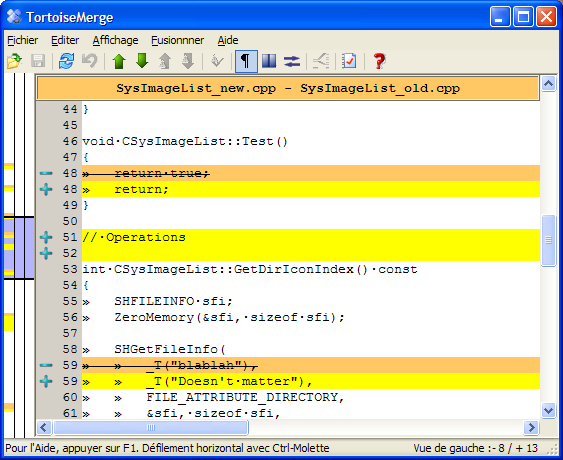 TortoiseMerge
Fichier Editer Affichage Fusionnner Aide
SysImageList_new.cpp - SysImageList_old.cpp
44 }
45
46 void·CSysImageList::Test()
47 {
48 » return·true;
48 » return;
49 }
50
51 //·Operations
52
53 int·CSysImageList::GetDirIconIndex()·const
54 {
55 » SHFILEINFO·sfi;
56 » ZeroMemory(&sfi,·sizeof·sfi);
57
58 » SHGetFileInfo(
59 » » _T("blablah"),
59 » » _T("Doesn't·matter"),
60 » » FILE_ATTRIBUTE_DIRECTORY,
61 » » &sfi,·sizeof·sfi,
Pour l'Aide, appuyer sur F1. Défilement horizontal avec Ctrl-Molette Vue de gauche :- 8 / + 13